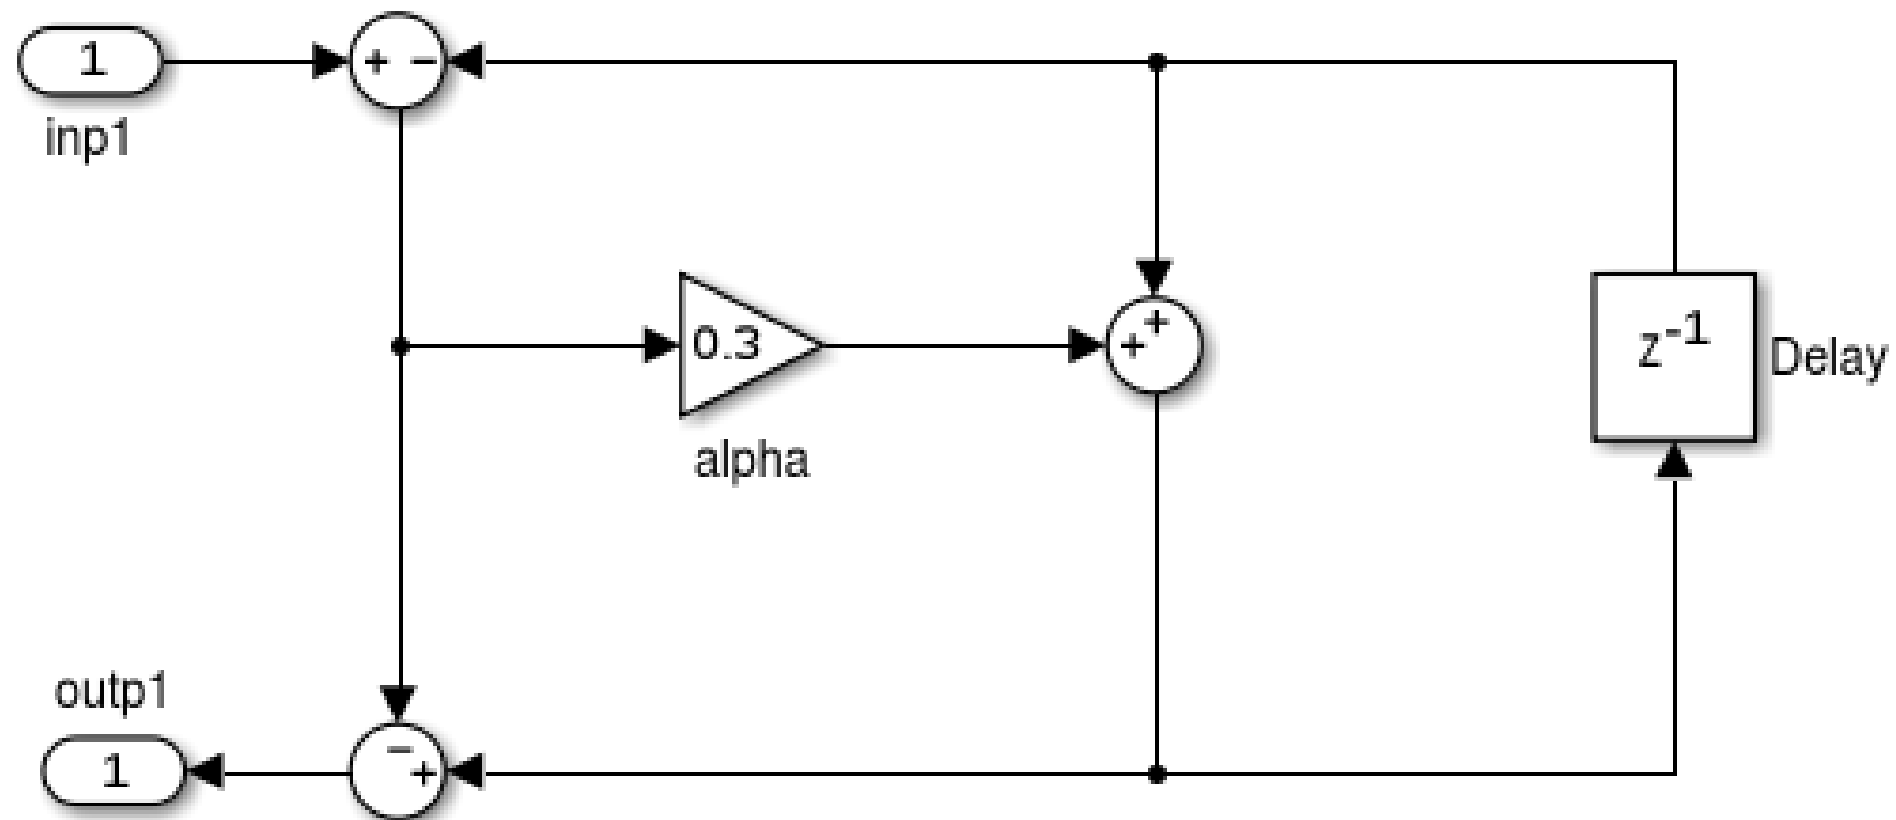 1
+ −
inp1
+
0.3
+
z-1
Delay
alpha
outp1
−
1
+